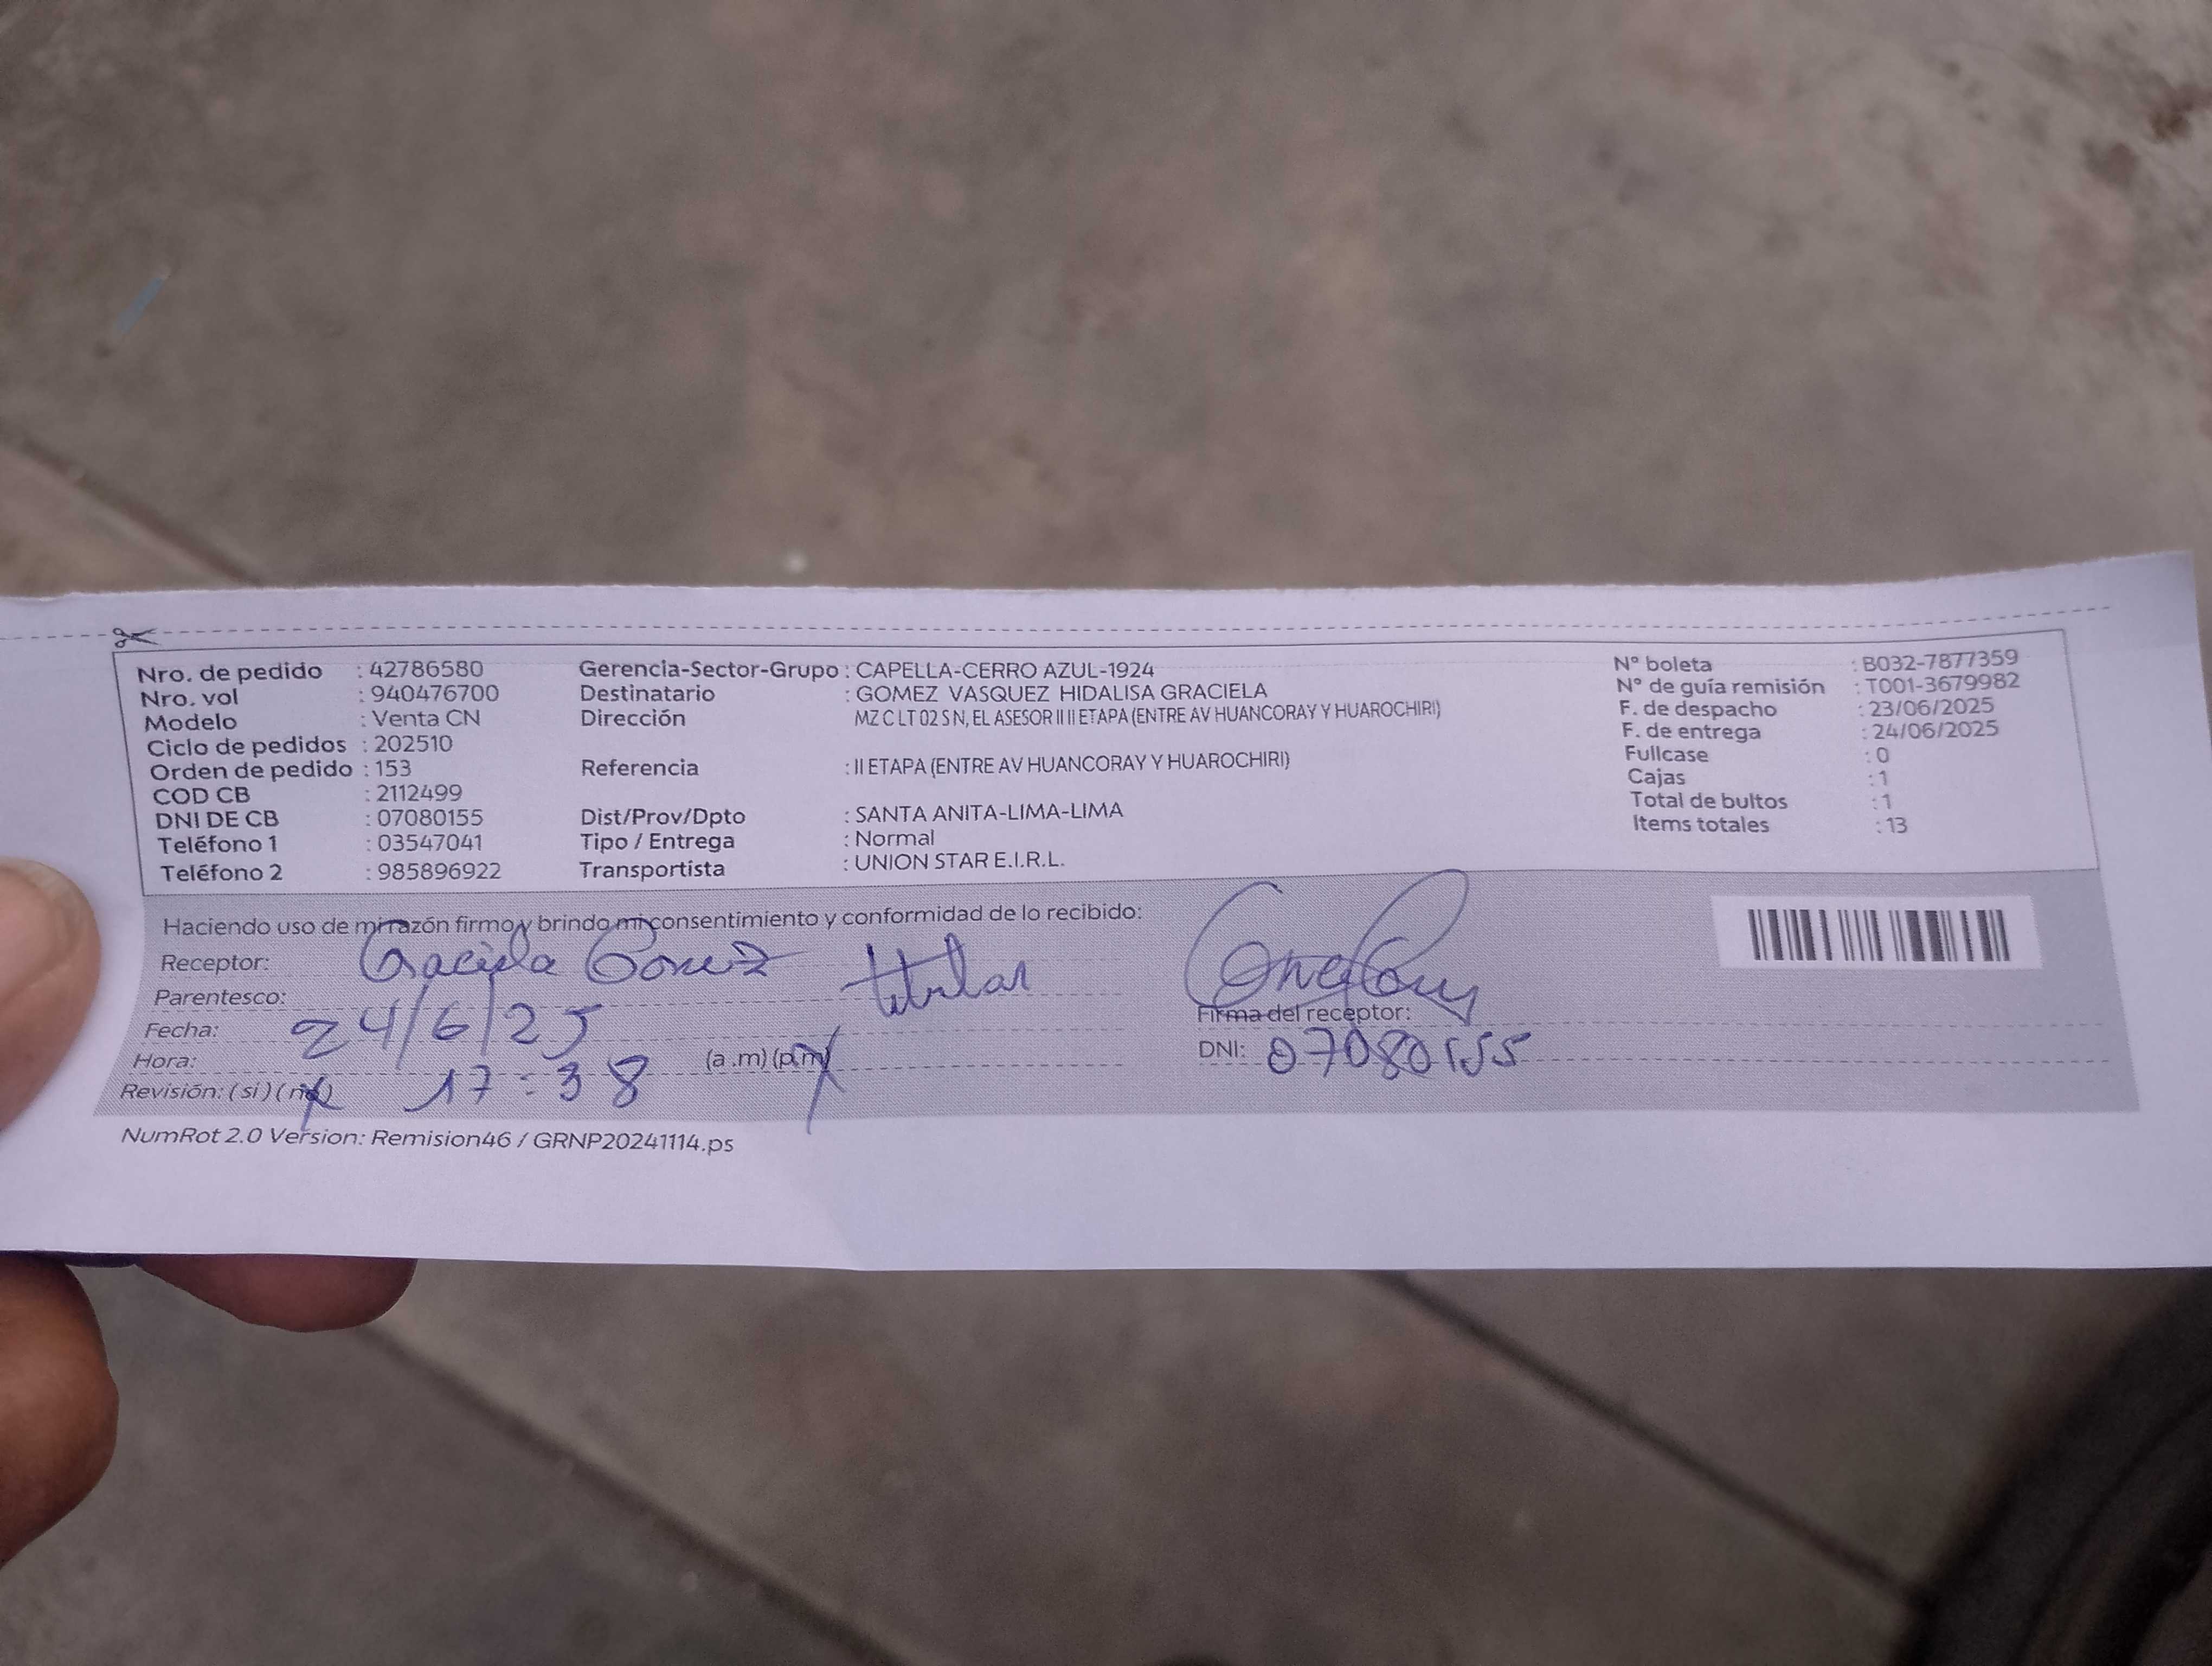 Nro. de pedido : 42786580 Gerencia-Sector-Grupo : CAPELLA-CERRO AZUL-1924 N° boleta : B032-7877359
Nro. vol : 940476700 Destinatario : GOMEZ VASQUEZ HIDALISA GRACIELA N° de guía remisión : T001-3679982
Modelo : Venta CN Dirección MZ C LT 02 S N, EL ASESOR II II ETAPA (ENTRE AV HUANCORAY Y HUAROCHIRI) F. de despacho : 23/06/2025
Ciclo de pedidos : 202510 F. de entrega : 24/06/2025
Orden de pedido : 153 Referencia : II ETAPA (ENTRE AV HUANCORAY Y HUAROCHIRI) Fullcase : 0
COD CB : 2112499 Cajas : 1
DNI DE CB : 07080155 Dist/Prov/Dpto : SANTA ANITA-LIMA-LIMA Total de bultos : 1
Teléfono 1 : 03547041 Tipo / Entrega : Normal Items totales : 13
Teléfono 2 : 985896922 Transportista : UNION STAR E.I.R.L.
Haciendo uso de mi razón firmo y brindo mi consentimiento y conformidad de lo recibido:
Receptor: Graciela Gomez
Parentesco: titular
Fecha: 24/6/25 Firma del receptor:
Hora: 17:38 (a.m) (p.m) DNI: 07080155
Revisión: (si) (no)
NumRot 2.0 Version: Remision46 / GRNP20241114.ps